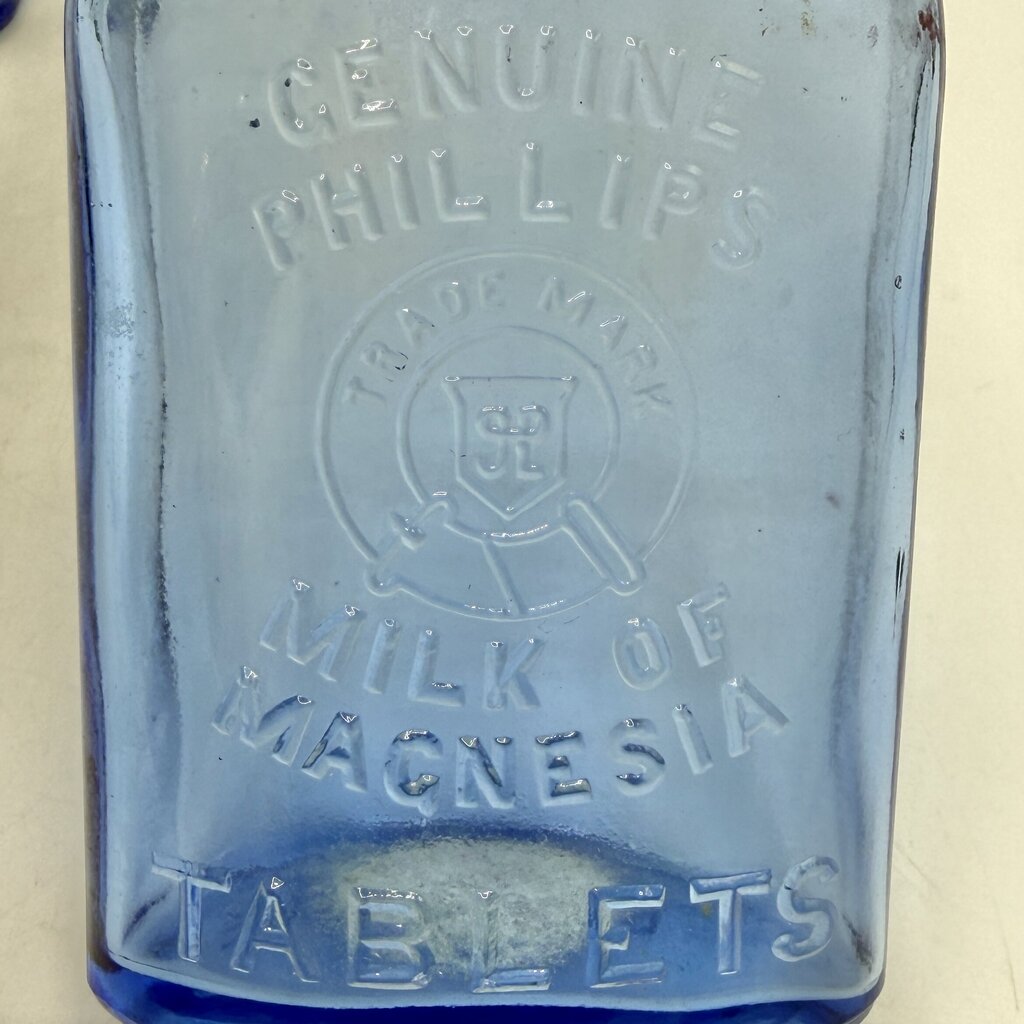 GENUINE
PHILLIPS
TRADE MARK
MILK OF
MAGNESIA
TABLETS